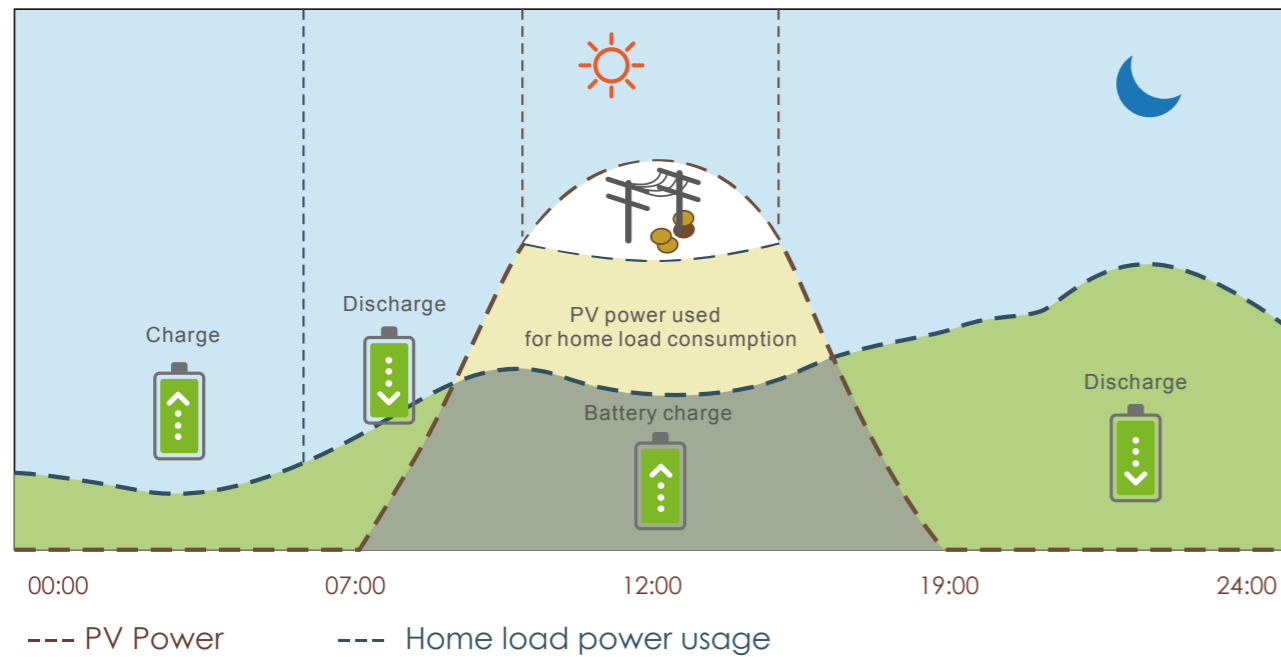 Charge
Discharge
PV power used
for home load consumption
Battery charge
Discharge
00:00
07:00
12:00
19:00
24:00
PV Power
Home load power usage